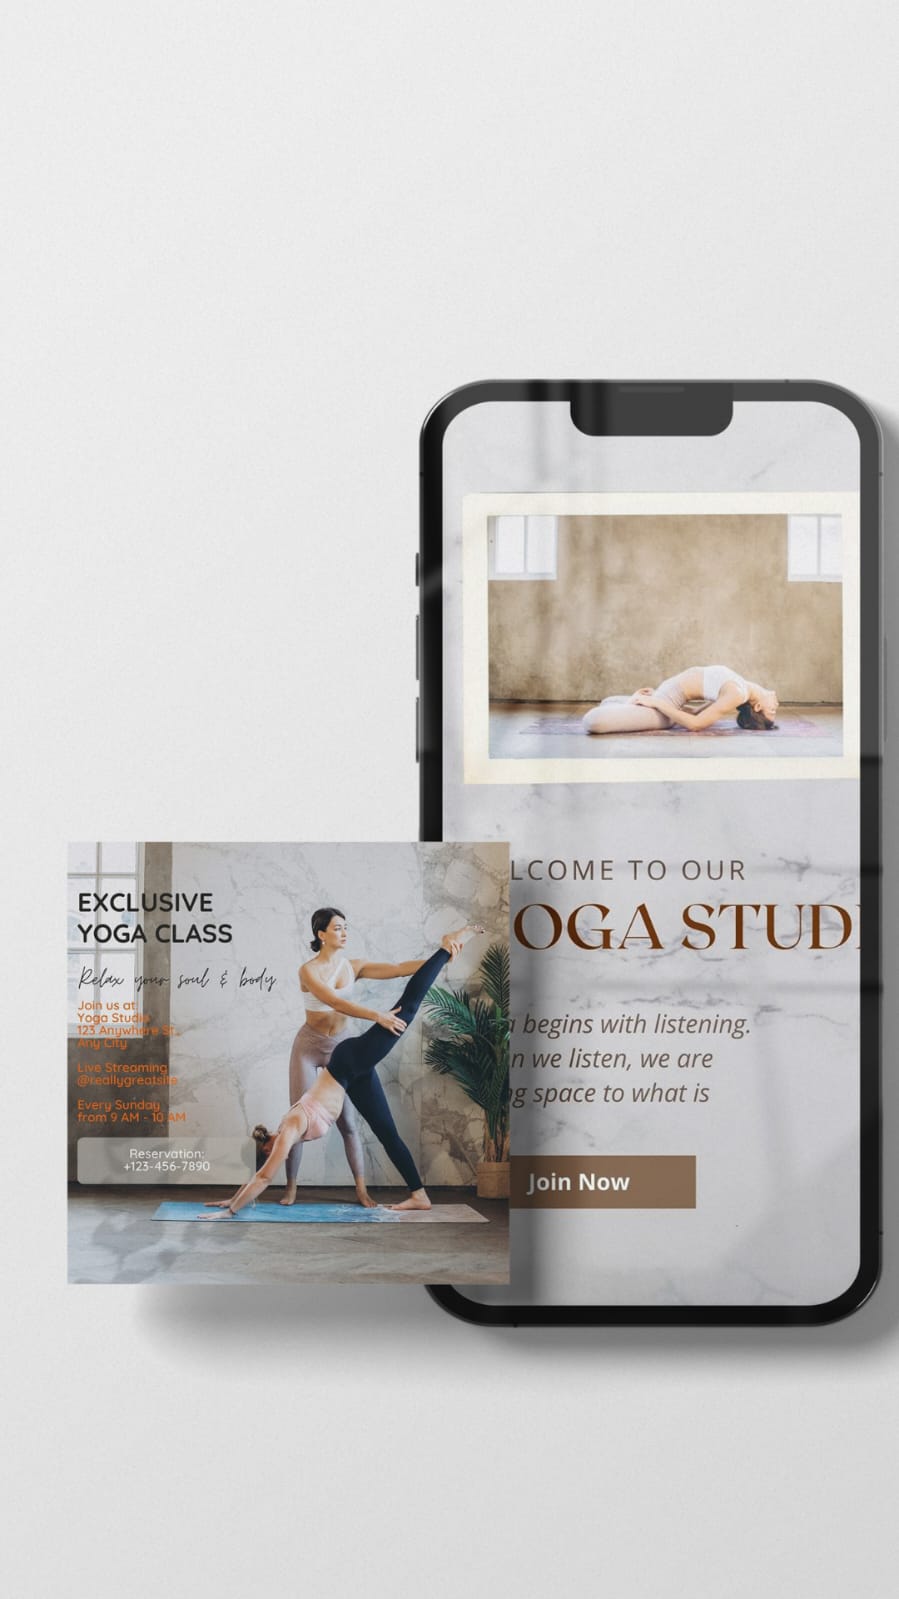 EXCLUSIVE
YOGA CLASS
Relax your soul & body
Join us at
Yoga Studio
123 Anywhere St.
Any City
Live Streaming
@reallygreatsite
Every Sunday
from 9 AM - 10 AM
Reservation:
+123-456-7890
LCOME TO OUR
OGA STUD
begins with listening.
n we listen, we are
g space to what is
Join Now